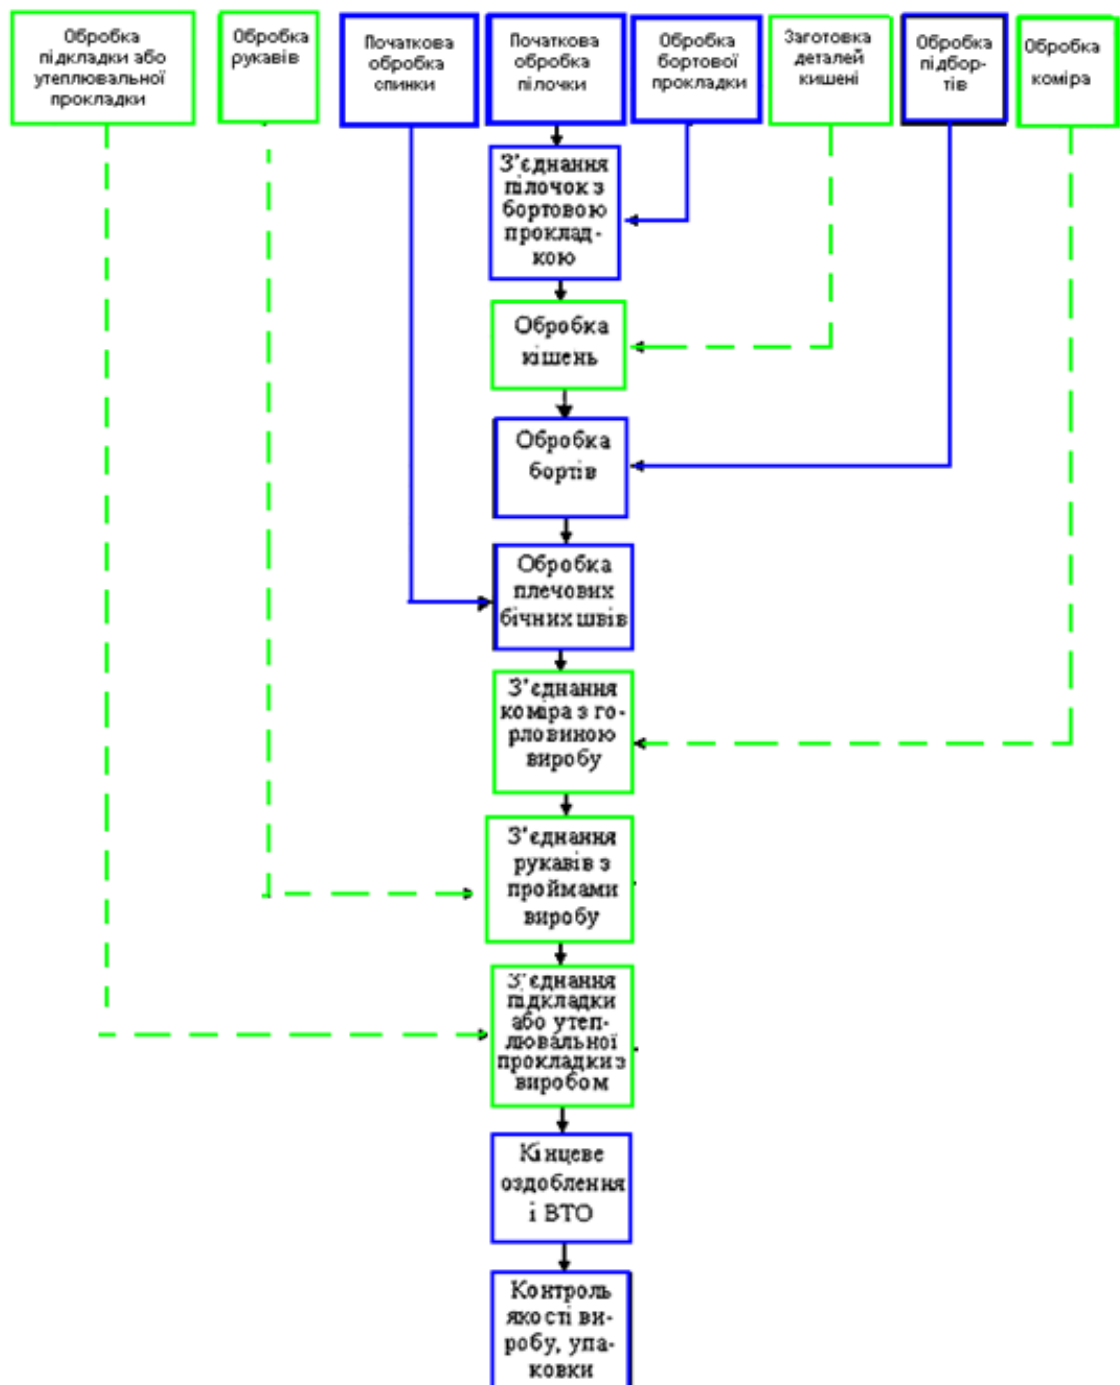 Обробка
підкладки або
утеплювальної
прокладки
Обробка
рукавів
Початкова
обробка
спинки
Початкова
обробка
пілочки
Обробка
бортової
прокладки
Заготовка
деталей
кишені
Обробка
підбор-
тів
Обробка
коміра
З'єднання
пілочок з
бортовою
проклад-
кою
Обробка
кішень
Обробка
бортів
Обробка
плечових
бічних швів
З'єднання
коміра з го-
рловиною
виробу
З'єднання
рукавів з
проймами
виробу
З'єднання
підкладки
або утеп-
лювальної
прокладки з
виробом
Кінцеве
оздоблення
і ВТО
Контроль
якості ви-
робу, упа-
ковки